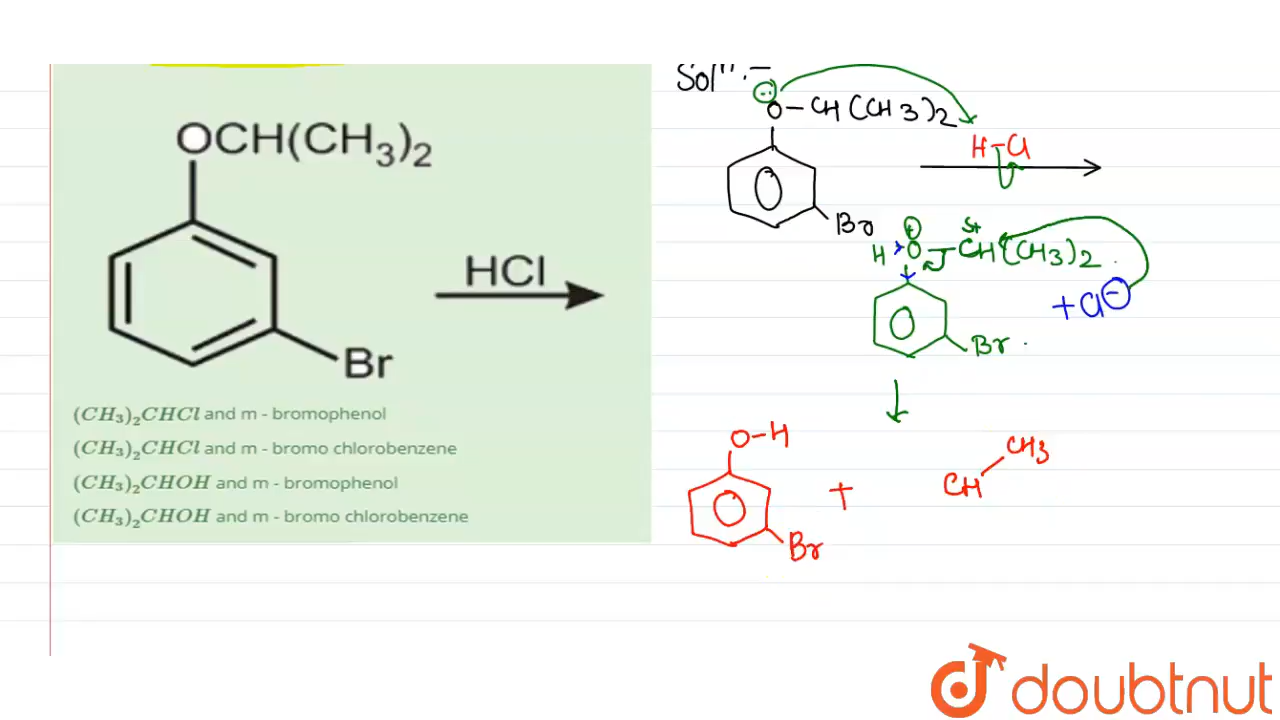 Solⁿ:-
OCH(CH₃)₂
HCl
Br
(CH₃)₂CHCl and m - bromophenol
(CH₃)₂CHCl and m - bromo chlorobenzene
(CH₃)₂CHOH and m - bromophenol
(CH₃)₂CHOH and m - bromo chlorobenzene
O-CH(CH3)2
H-Cl
Br
H O-CH(CH3)2
δ+
+ Cl⊖
Br
O-H
+
Br
CH3
CH
doubtnut